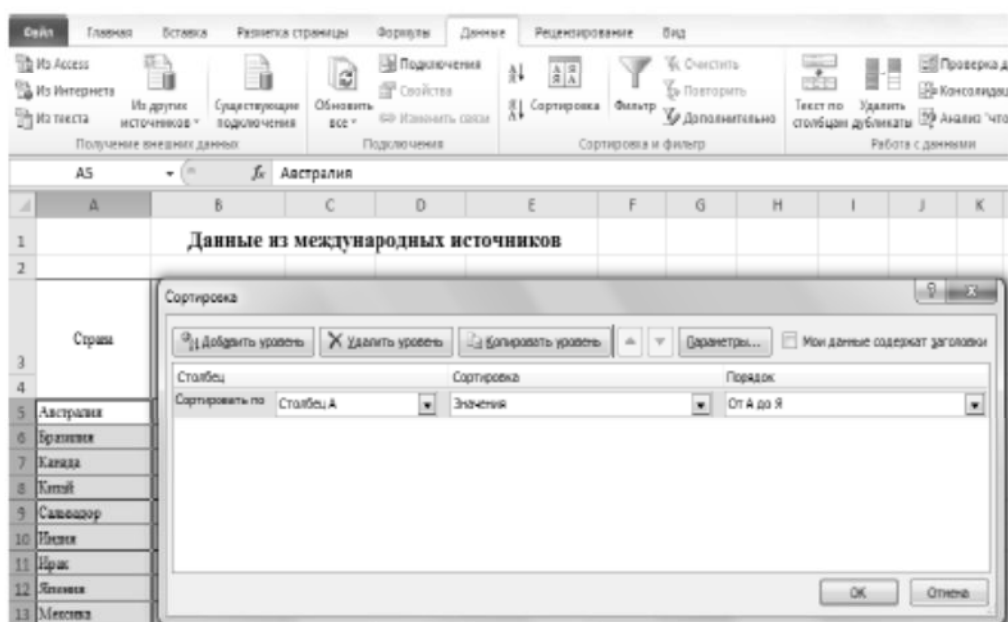 Файл Главная Вставка Разметка страницы Формулы Данные Рецензирование Вид
Из Access
Из Интернета
Из текста
Из других источников
Существующие подключения
Обновить все
Подключения
Свойства
Изменить связи
Сортировка
Фильтр
Очистить
Повторить
Дополнительно
Текст по столбцам
Удалить дубликаты
Проверка д
Консолидац
Анализ "что
Получение внешних данных Подключения Сортировка и фильтр Работа с данными
A5 fx Австралия
A B C D E F G H I J K
1 Данные из международных источников
2
3 Страна
4
5 Австралия
6 Бразилия
7 Канада
8 Китай
9 Сальвадор
10 Индия
11 Ирак
12 Япония
13 Мексика
Сортировка
Добавить уровень Удалить уровень Копировать уровень Параметры... Мои данные содержат заголовки
Столбец Сортировка Порядок
Сортировать по Столбец A Значения От А до Я
OK Отмена